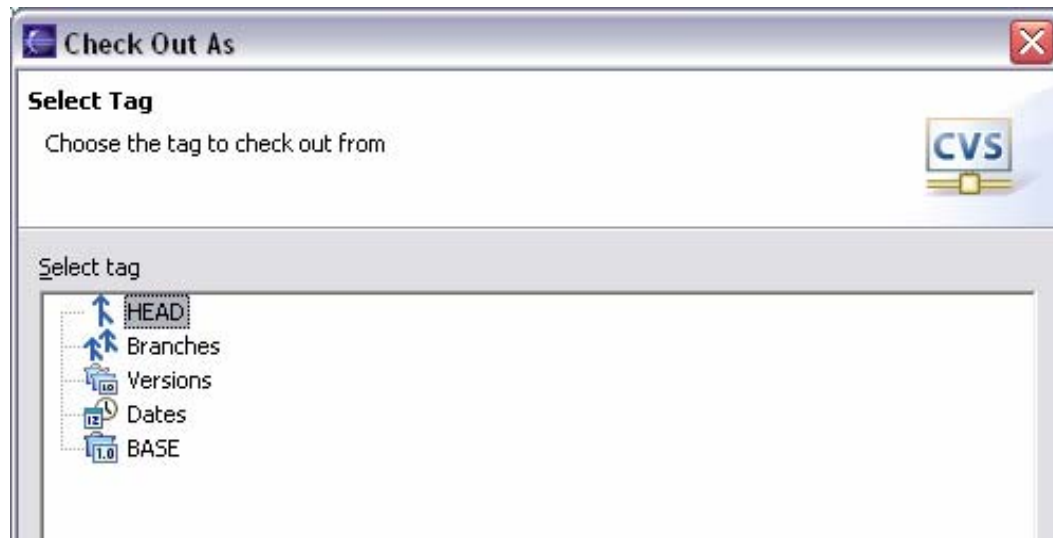 Check Out As
Select Tag
Choose the tag to check out from
CVS
Select tag
HEAD
Branches
Versions
Dates
BASE